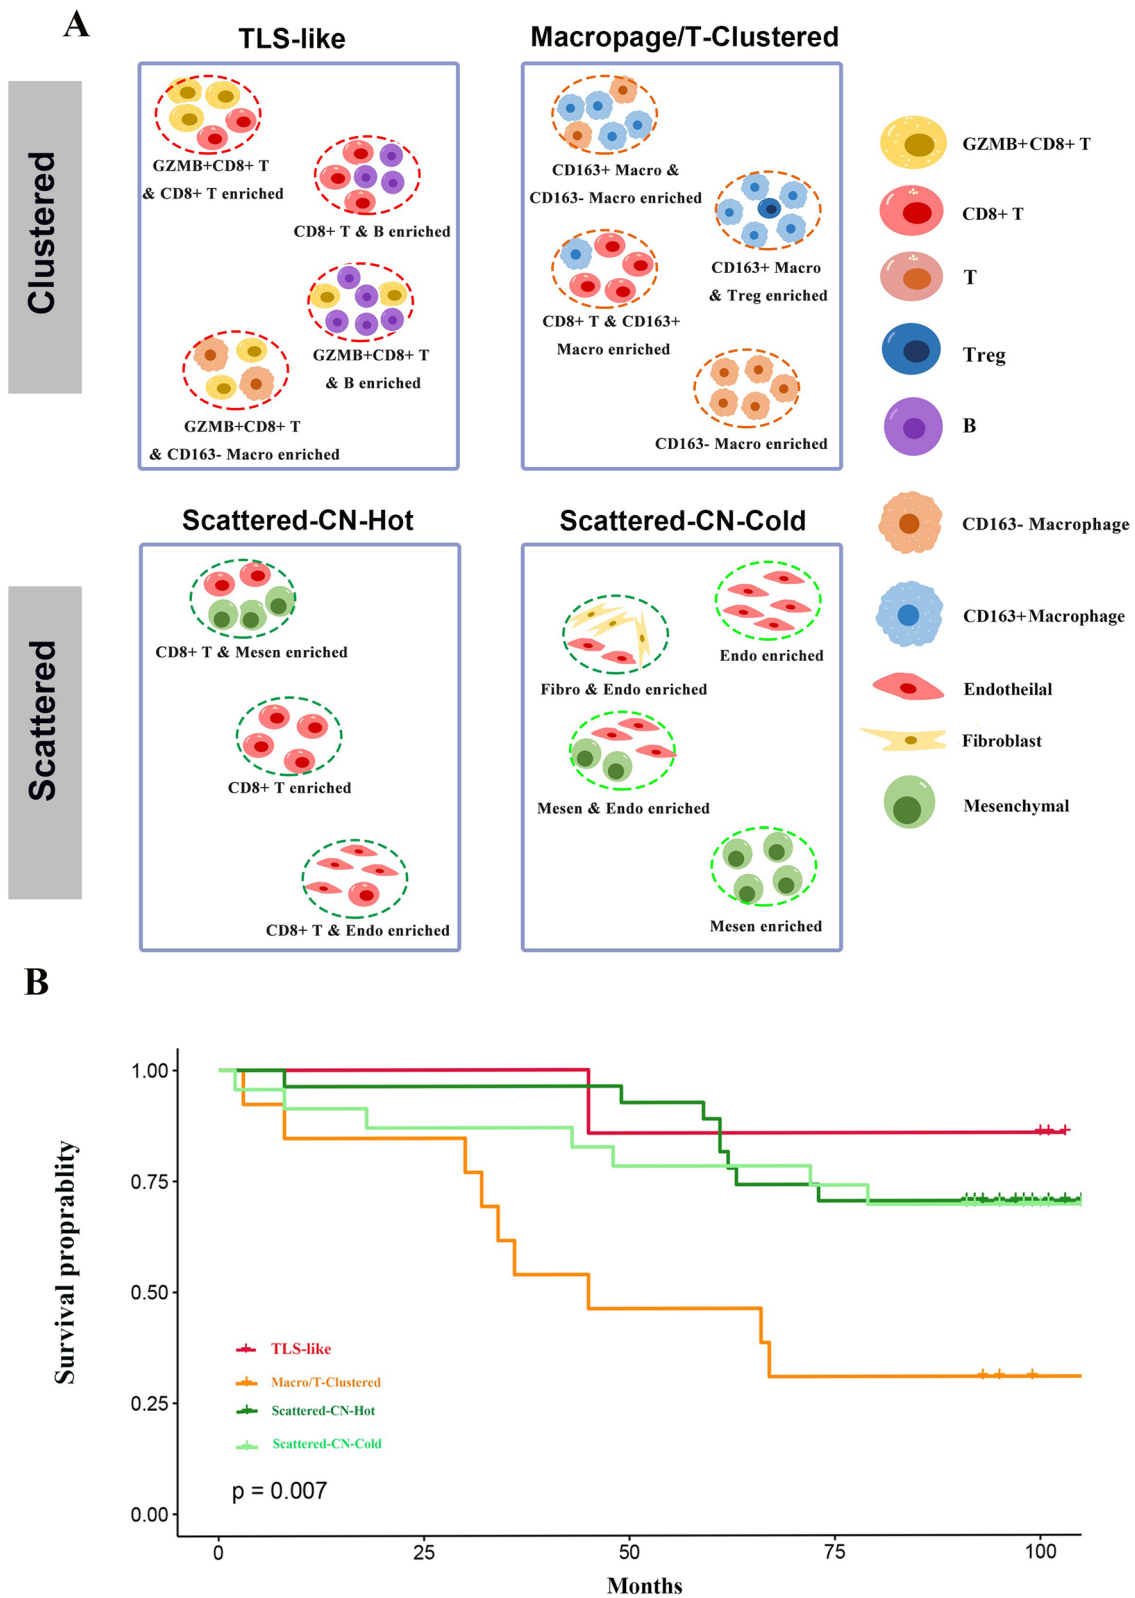 A
TLS-like
Macropage/T-Clustered
Clustered
GZMB+CD8+ T
& CD8+ T enriched
CD8+ T & B enriched
GZMB+CD8+ T
& B enriched
GZMB+CD8+ T
& CD163- Macro enriched
CD163+ Macro &
CD163- Macro enriched
CD163+ Macro
& Treg enriched
CD8+ T & CD163+
Macro enriched
CD163- Macro enriched
GZMB+CD8+ T
CD8+ T
T
Treg
B
CD163- Macrophage
CD163+Macrophage
Endotheilal
Fibroblast
Mesenchymal
Scattered-CN-Hot
Scattered-CN-Cold
Scattered
CD8+ T & Mesen enriched
CD8+ T enriched
CD8+ T & Endo enriched
Endo enriched
Fibro & Endo enriched
Mesen & Endo enriched
Mesen enriched
B
Survival proprablity
1.00
0.75
0.50
0.25
0.00
TLS-like
Macro/T-Clustered
Scattered-CN-Hot
Scattered-CN-Cold
p = 0.007
0
25
50
75
100
Months